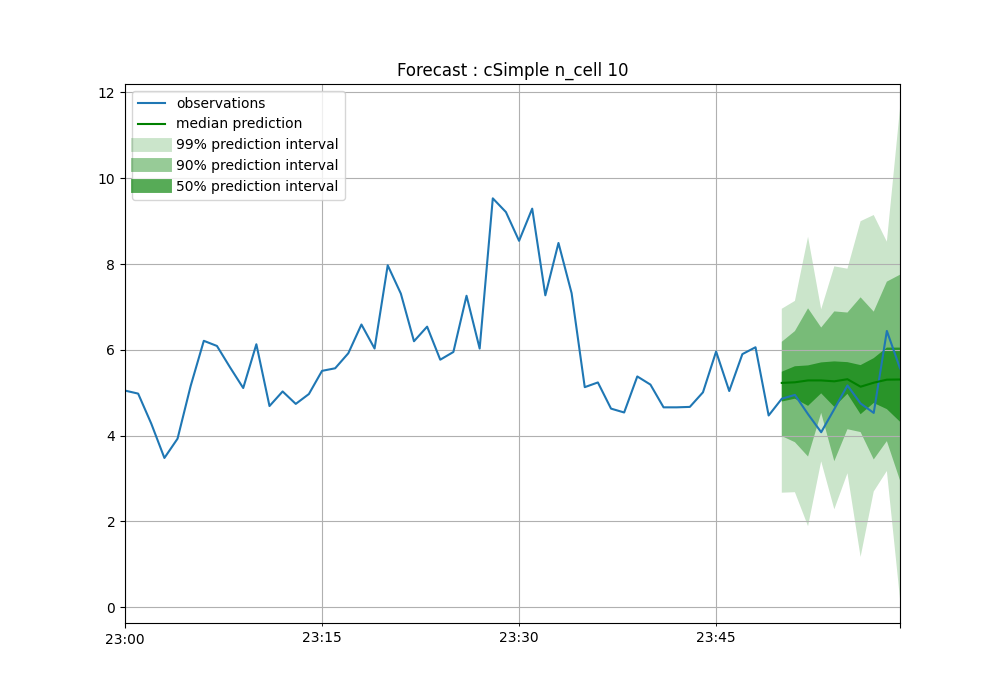 Forecast : cSimple n_cell 10
observations
median prediction
99% prediction interval
90% prediction interval
50% prediction interval
12
10
8
6
4
2
0
23:00 23:15 23:30 23:45